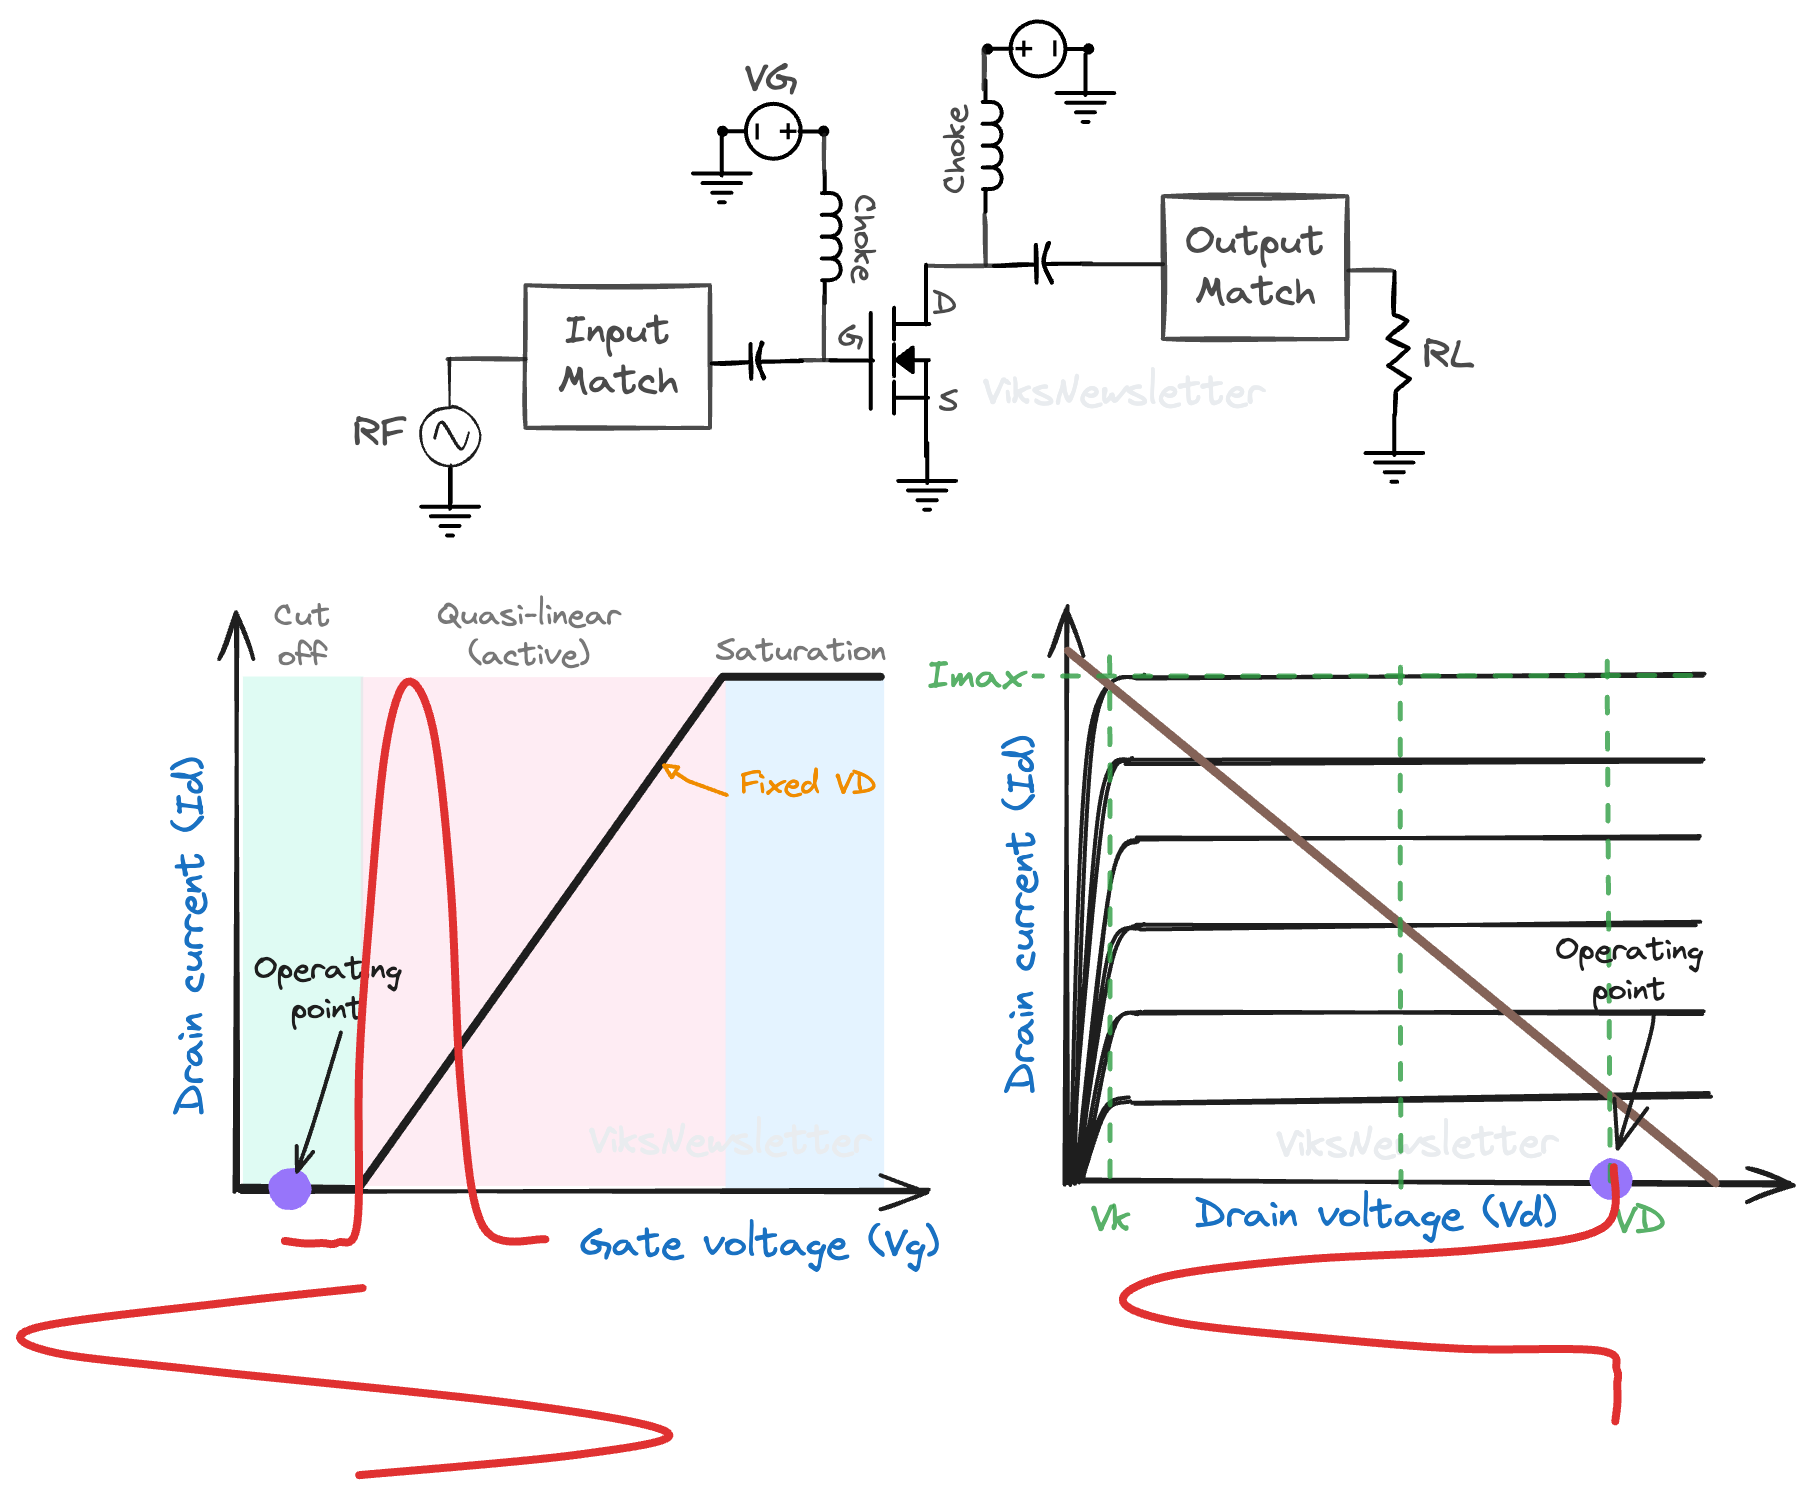 VG
Choke
Choke
Input
Match
G
D
S
Output
Match
RF
RL
ViksNewsletter
+
+
Cut
off
Quasi-linear
(active)
Saturation
Fixed VD
Operating
point
Drain current (Id)
Gate voltage (Vg)
ViksNewsletter
Imax
Drain current (Id)
Operating
point
ViksNewsletter
Vk
Drain voltage (Vd)
VD